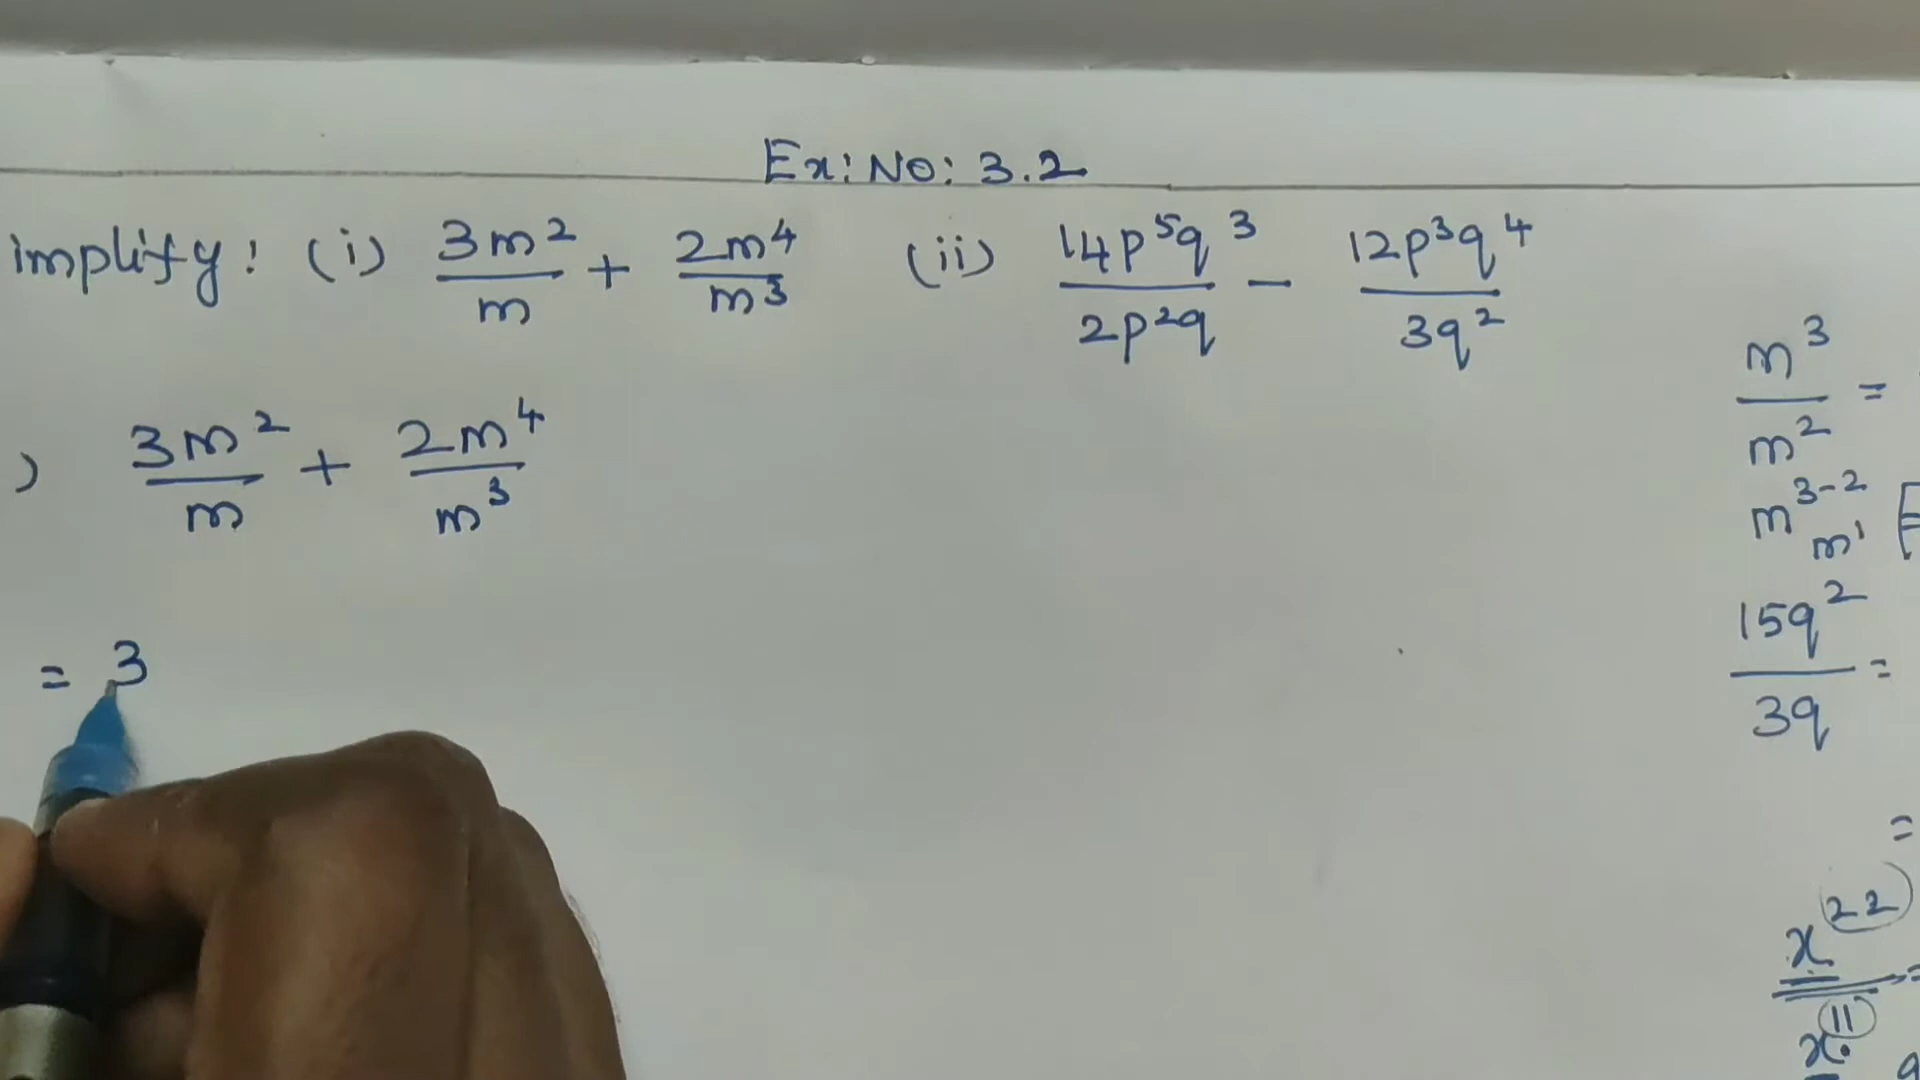 Ex: No: 3.2
implify: (i) 3m²/m + 2m⁴/m³ (ii) 14p⁵q³/2p²q - 12p³q⁴/3q²
) 3m²/m + 2m⁴/m³
= 3
m³/m² =
m³⁻²
m¹
15q²/3q =
=
x²²/x¹¹ =